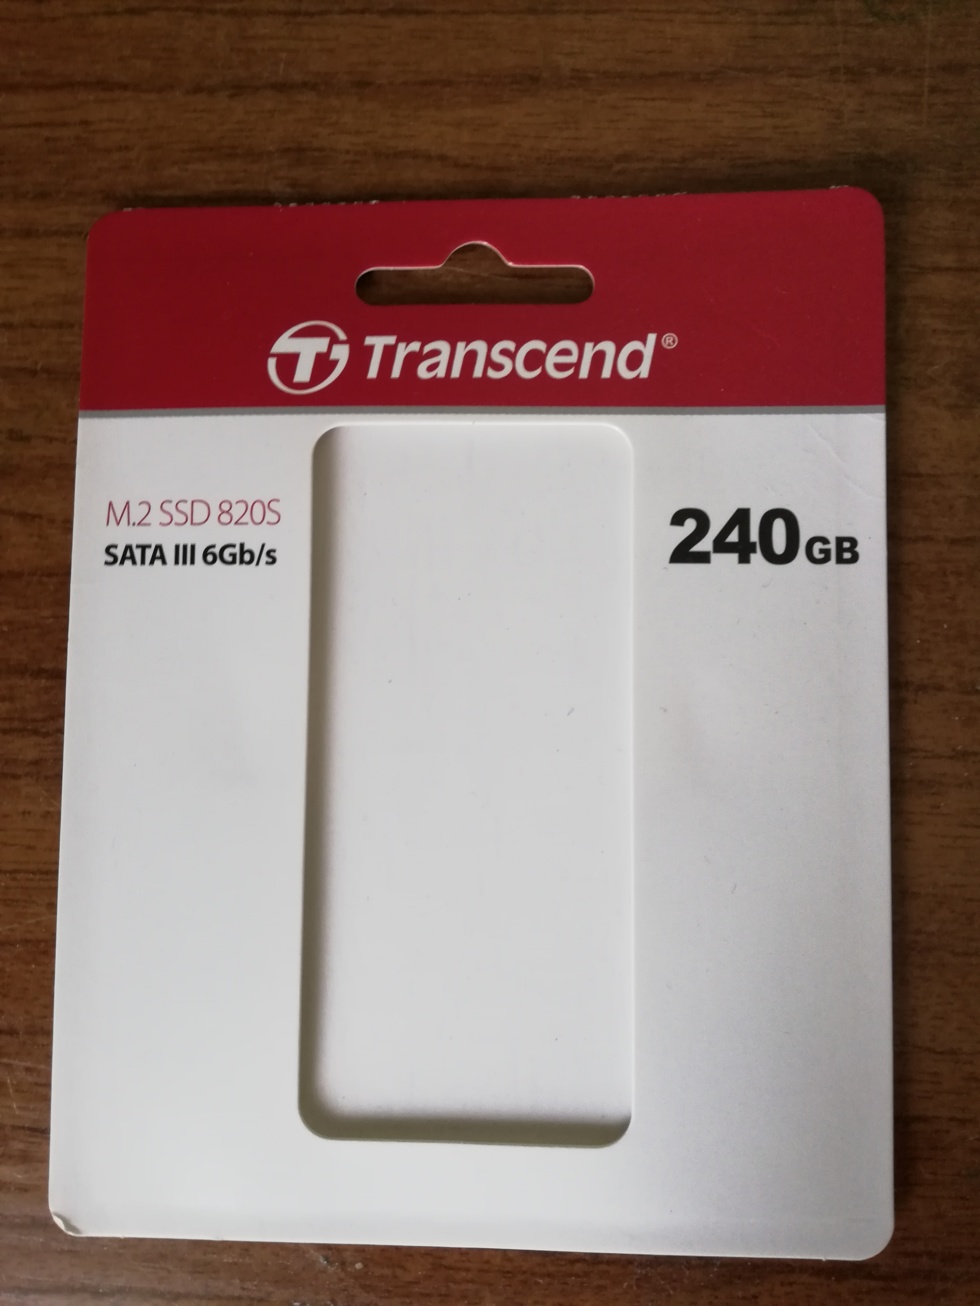 Transcend®
M.2 SSD 820S
SATA III 6Gb/s
240GB